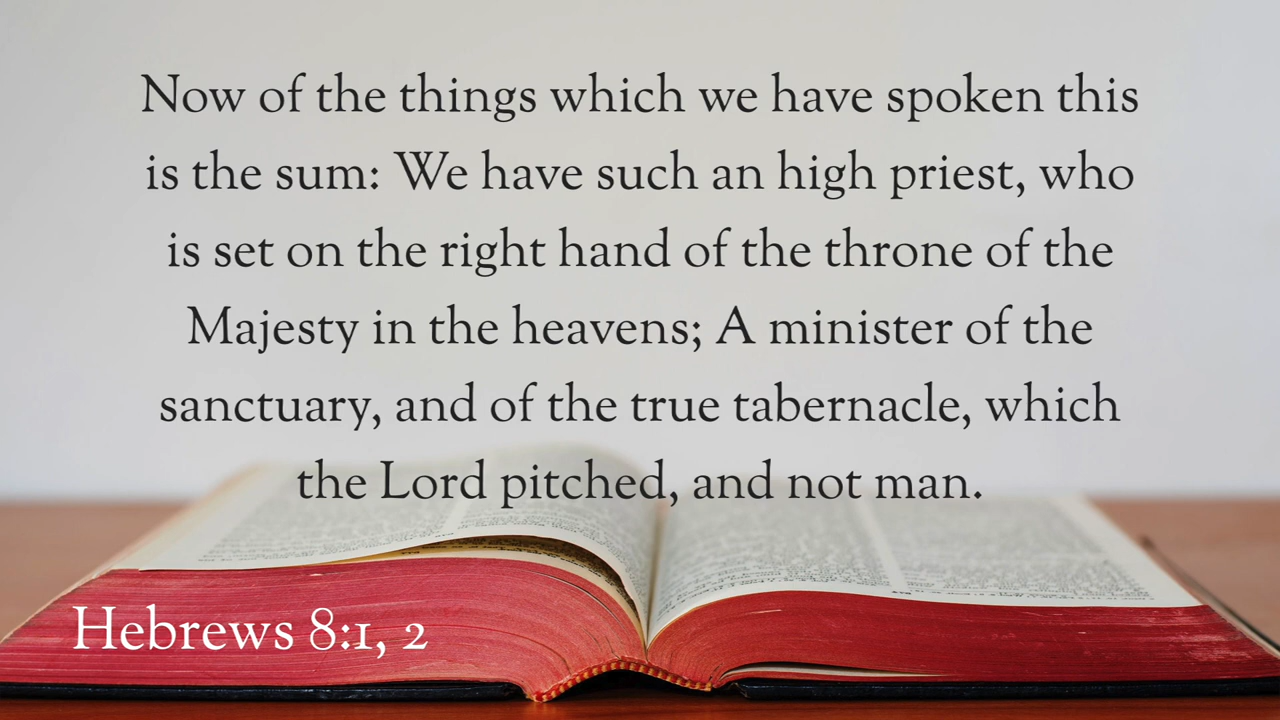 Now of the things which we have spoken this
is the sum: We have such an high priest, who
is set on the right hand of the throne of the
Majesty in the heavens; A minister of the
sanctuary, and of the true tabernacle, which
the Lord pitched, and not man.
Hebrews 8:1, 2